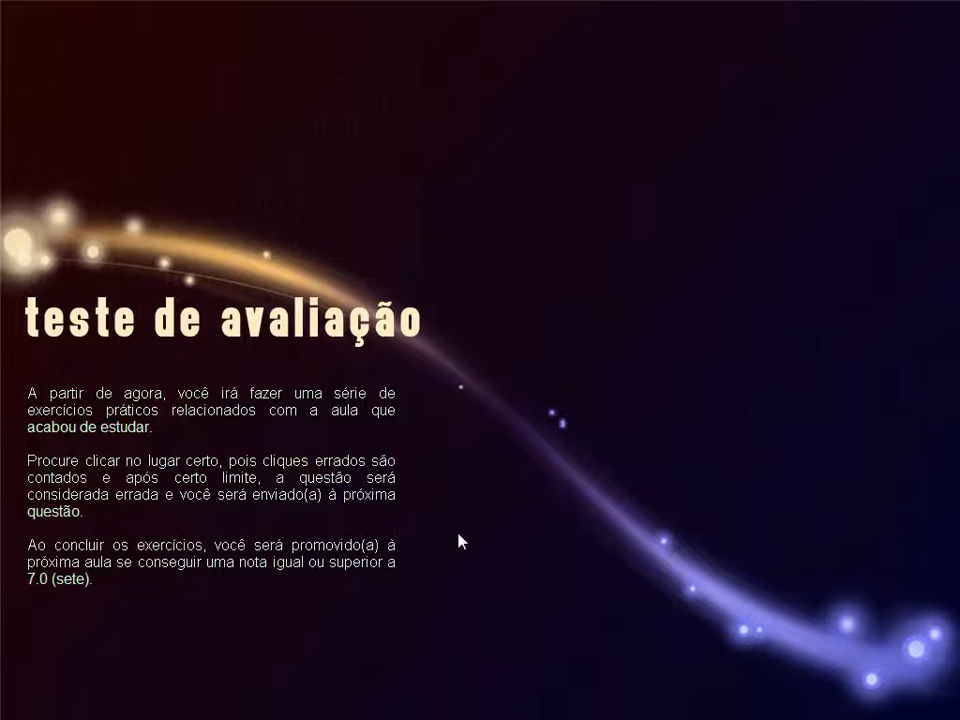 teste de avaliação
A partir de agora, você irá fazer uma série de
exercícios práticos relacionados com a aula que
acabou de estudar.
Procure clicar no lugar certo, pois cliques errados são
contados e após certo limite, a questão será
considerada errada e você será enviado(a) à próxima
questão.
Ao concluir os exercícios, você será promovido(a) à
próxima aula se conseguir uma nota igual ou superior a
7.0 (sete).